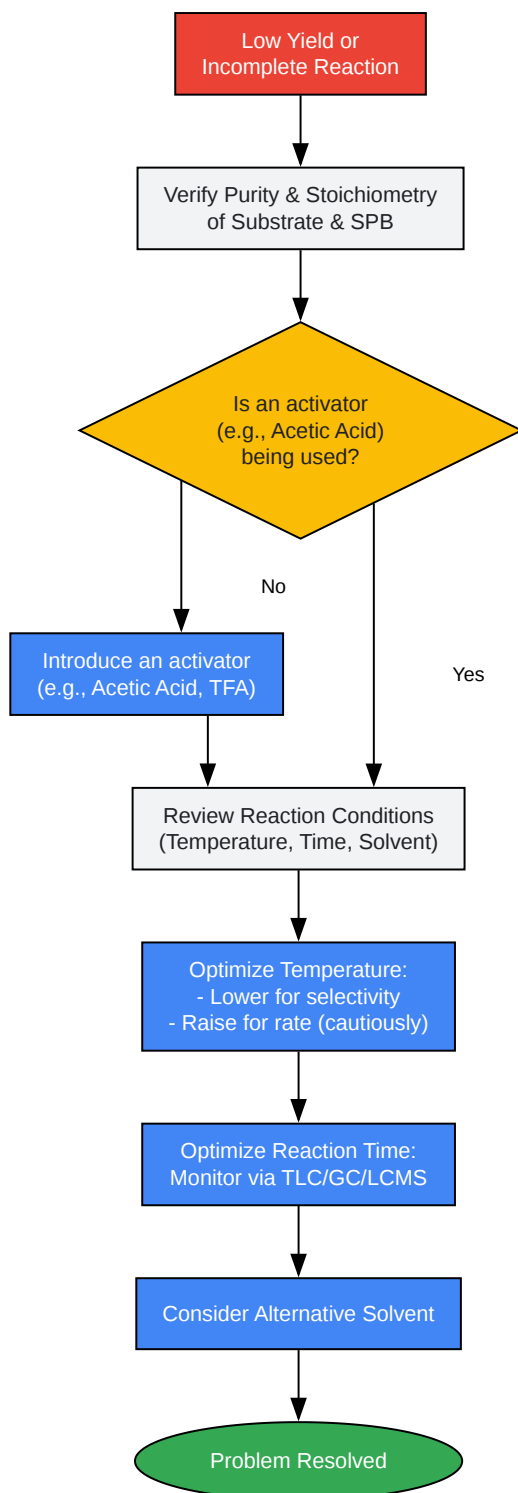 Low Yield or
Incomplete Reaction
Verify Purity & Stoichiometry
of Substrate & SPB
Is an activator
(e.g., Acetic Acid)
being used?
No
Introduce an activator
(e.g., Acetic Acid, TFA)
Yes
Review Reaction Conditions
(Temperature, Time, Solvent)
Optimize Temperature:
- Lower for selectivity
- Raise for rate (cautiously)
Optimize Reaction Time:
Monitor via TLC/GC/LCMS
Consider Alternative Solvent
Problem Resolved